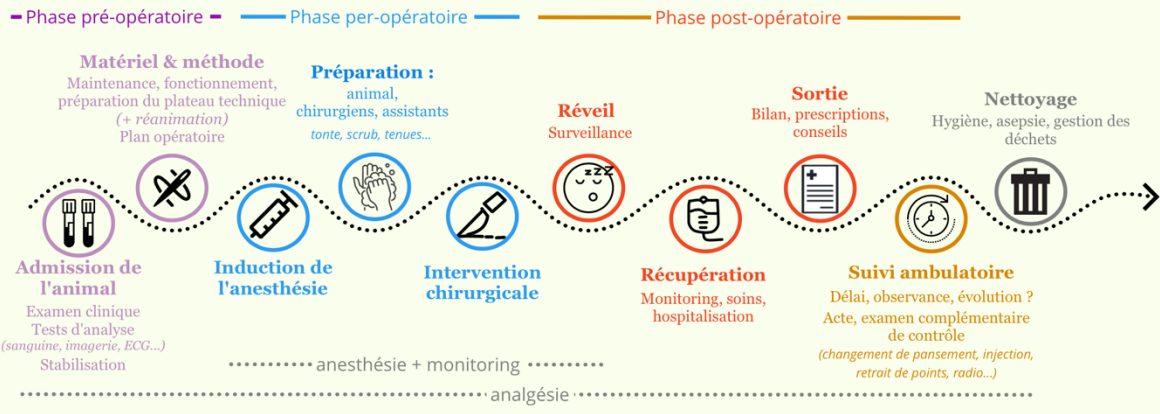 Phase pré-opératoire
Phase per-opératoire
Phase post-opératoire
Matériel & méthode
Maintenance, fonctionnement,
préparation du plateau technique
(+ réanimation)
Plan opératoire
Préparation :
animal,
chirurgiens, assistants
tonte, scrub, tenues...
Réveil
Surveillance
zzZ
Sortie
Bilan, prescriptions,
conseils
Nettoyage
Hygiène, asepsie, gestion des
déchets
Admission de
l'animal
Examen clinique
Tests d'analyse
(sanguine, imagerie, ECG...)
Stabilisation
Induction de
l'anesthésie
Intervention
chirurgicale
Récupération
Monitoring, soins,
hospitalisation
Suivi ambulatoire
Délai, observance, évolution ?
Acte, examen complémentaire
de contrôle
(changement de pansement, injection,
retrait de points, radio...)
anesthésie + monitoring
analgésie